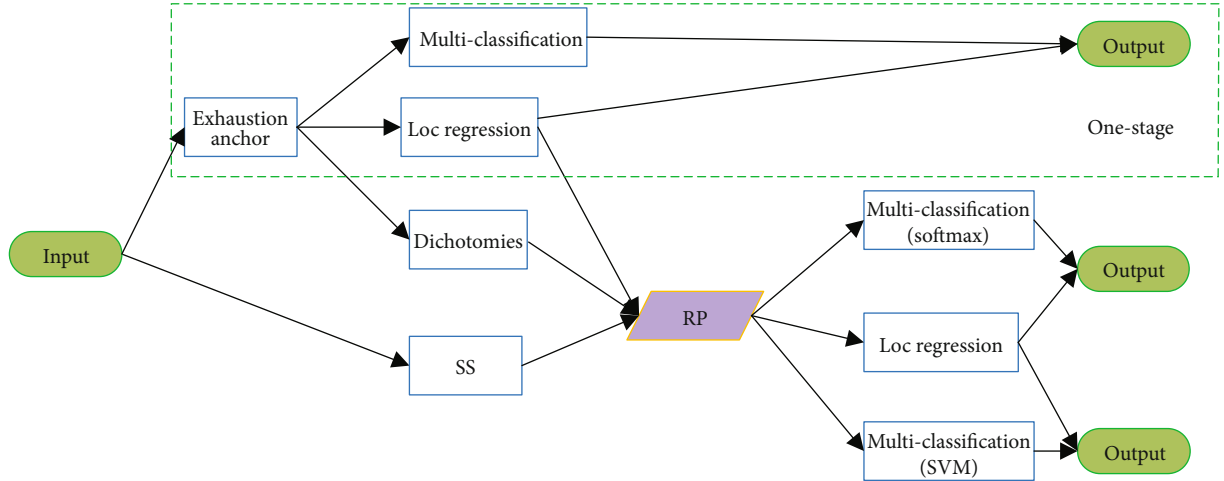 Multi-classification
Output
Exhaustion
anchor
Loc regression
One-stage
Multi-classification
(softmax)
Dichotomies
Input
Output
RP
Loc regression
SS
Multi-classification
(SVM)
Output